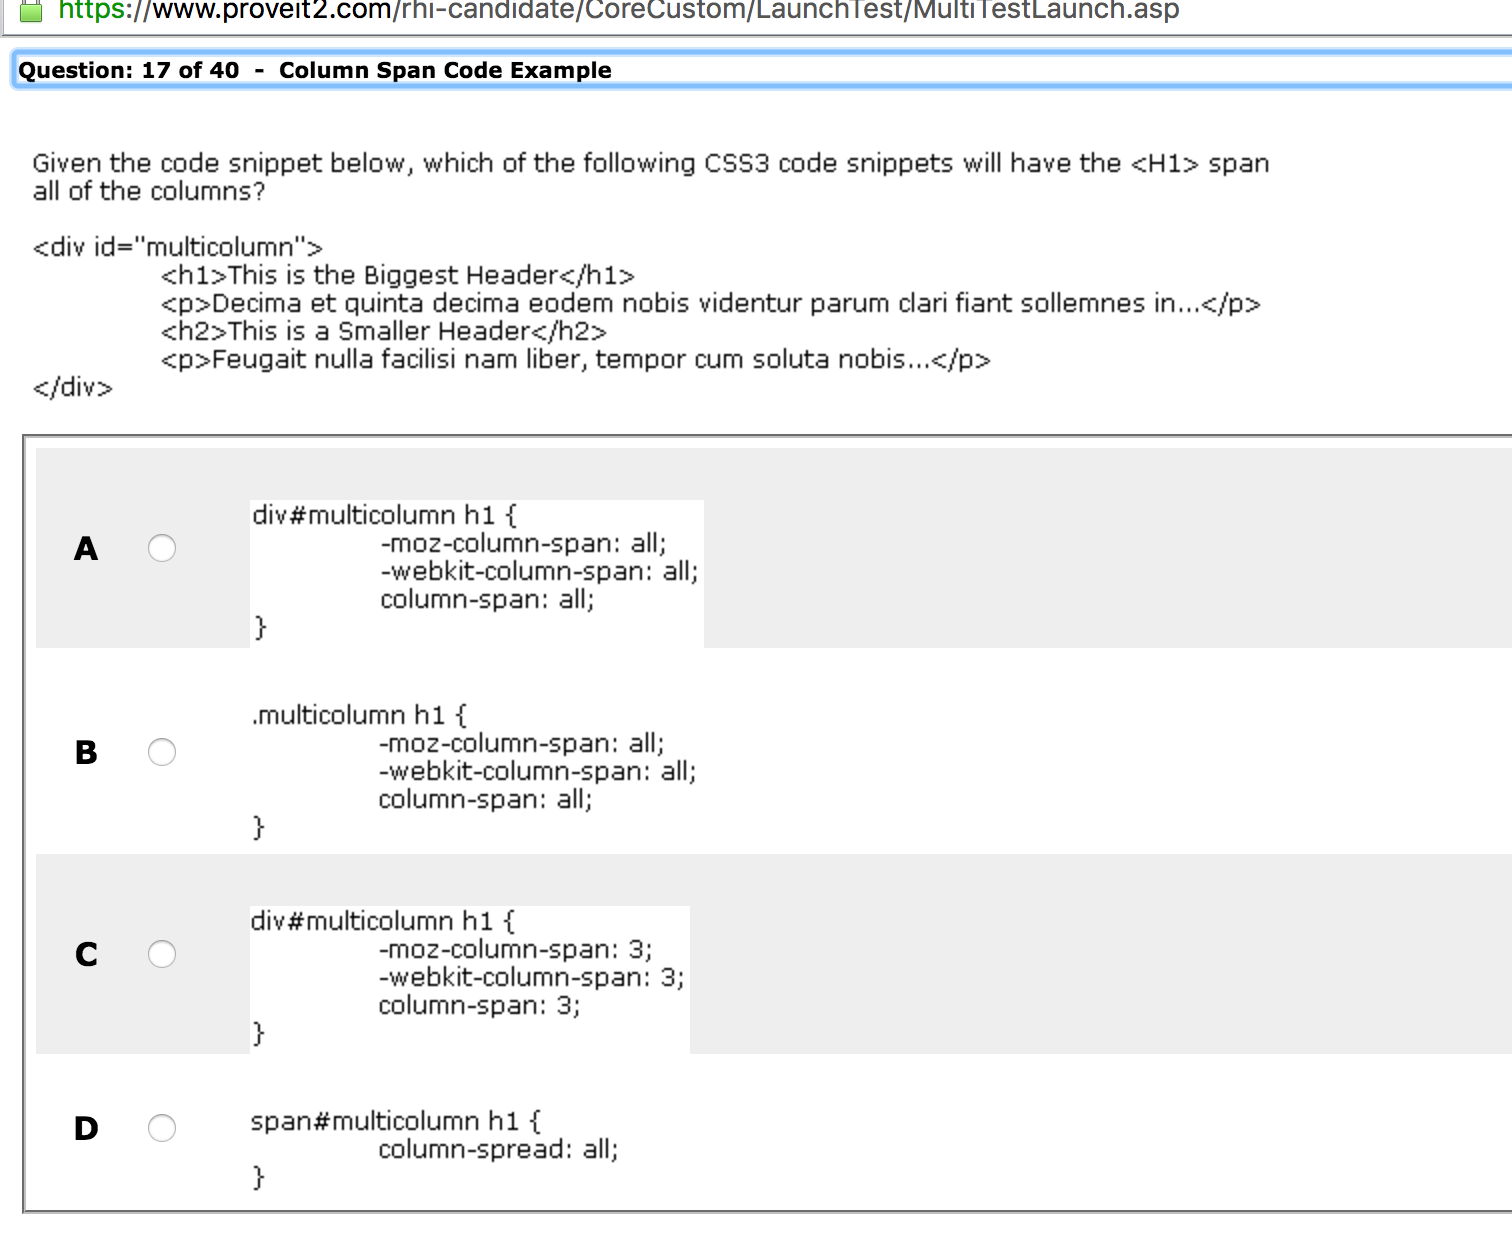 https://www.proveit2.com/rhi-candidate/CoreCustom/LaunchTest/MultiTestLaunch.asp
Question: 17 of 40  -  Column Span Code Example
Given the code snippet below, which of the following CSS3 code snippets will have the <H1> span
all of the columns?
<div id="multicolumn">
<h1>This is the Biggest Header</h1>
<p>Decima et quinta decima eodem nobis videntur parum clari fiant sollemnes in...</p>
<h2>This is a Smaller Header</h2>
<p>Feugait nulla facilisi nam liber, tempor cum soluta nobis...</p>
</div>
A
div#multicolumn h1 {
-moz-column-span: all;
-webkit-column-span: all;
column-span: all;
}
B
.multicolumn h1 {
-moz-column-span: all;
-webkit-column-span: all;
column-span: all;
}
C
div#multicolumn h1 {
-moz-column-span: 3;
-webkit-column-span: 3;
column-span: 3;
}
D
span#multicolumn h1 {
column-spread: all;
}